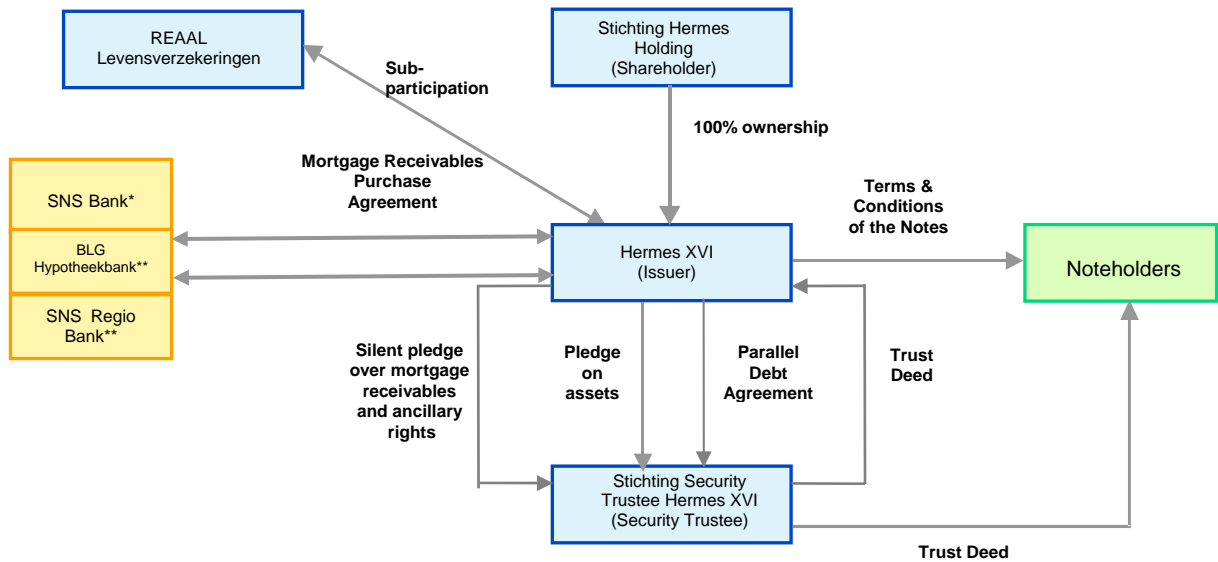 REAAL
Levensverzekeringen
Stichting Hermes
Holding
(Shareholder)
Sub-
participation
100% ownership
Mortgage Receivables
Purchase
Agreement
Terms &
Conditions
of the Notes
SNS Bank*
BLG
Hypotheekbank**
SNS Regio
Bank**
Hermes XVI
(Issuer)
Noteholders
Silent pledge
over mortgage
receivables
and ancillary
rights
Pledge
on
assets
Parallel
Debt
Agreement
Trust
Deed
Stichting Security
Trustee Hermes XVI
(Security Trustee)
Trust Deed